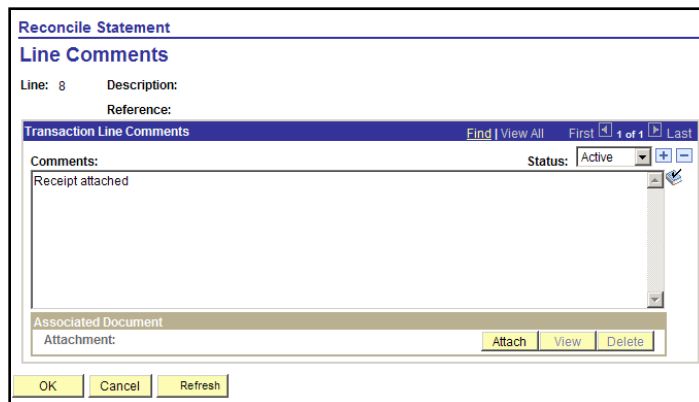 Reconcile Statement
Line Comments
Line: 8 Description:
Reference:
Transaction Line Comments Find | View All First 1 of 1 Last
Comments: Status: Active
Receipt attached
Associated Document
Attachment: Attach View Delete
OK Cancel Refresh